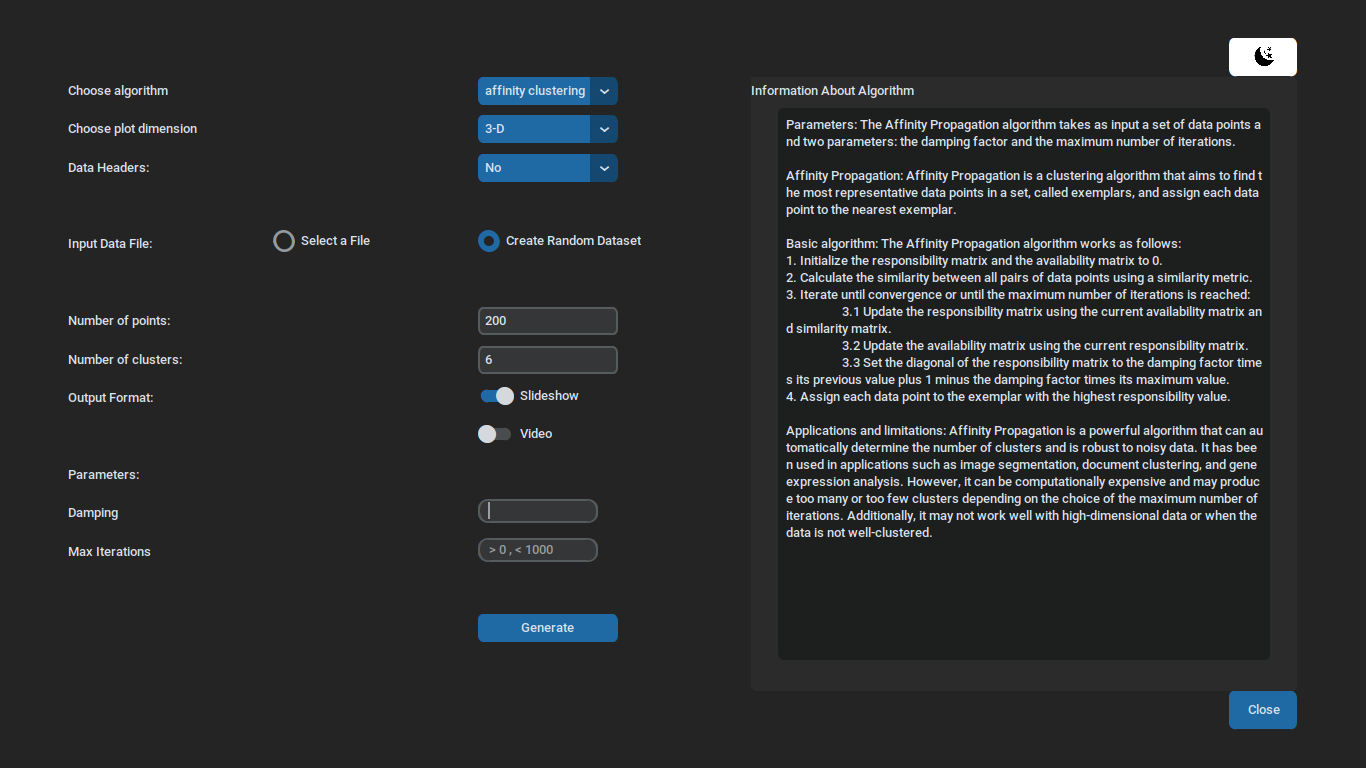 Choose algorithm
affinity clustering
Choose plot dimension
3-D
Data Headers:
No
Input Data File:
Select a File
Create Random Dataset
Number of points:
200
Number of clusters:
6
Output Format:
Slideshow
Video
Parameters:
Damping
Max Iterations
> 0 , < 1000
Generate
Information About Algorithm
Parameters: The Affinity Propagation algorithm takes as input a set of data points a
nd two parameters: the damping factor and the maximum number of iterations.
Affinity Propagation: Affinity Propagation is a clustering algorithm that aims to find t
he most representative data points in a set, called exemplars, and assign each data
point to the nearest exemplar.
Basic algorithm: The Affinity Propagation algorithm works as follows:
1. Initialize the responsibility matrix and the availability matrix to 0.
2. Calculate the similarity between all pairs of data points using a similarity metric.
3. Iterate until convergence or until the maximum number of iterations is reached:
3.1 Update the responsibility matrix using the current availability matrix an
d similarity matrix.
3.2 Update the availability matrix using the current responsibility matrix.
3.3 Set the diagonal of the responsibility matrix to the damping factor time
s its previous value plus 1 minus the damping factor times its maximum value.
4. Assign each data point to the exemplar with the highest responsibility value.
Applications and limitations: Affinity Propagation is a powerful algorithm that can au
tomatically determine the number of clusters and is robust to noisy data. It has bee
n used in applications such as image segmentation, document clustering, and gene
expression analysis. However, it can be computationally expensive and may produc
e too many or too few clusters depending on the choice of the maximum number of
iterations. Additionally, it may not work well with high-dimensional data or when the
data is not well-clustered.
Close